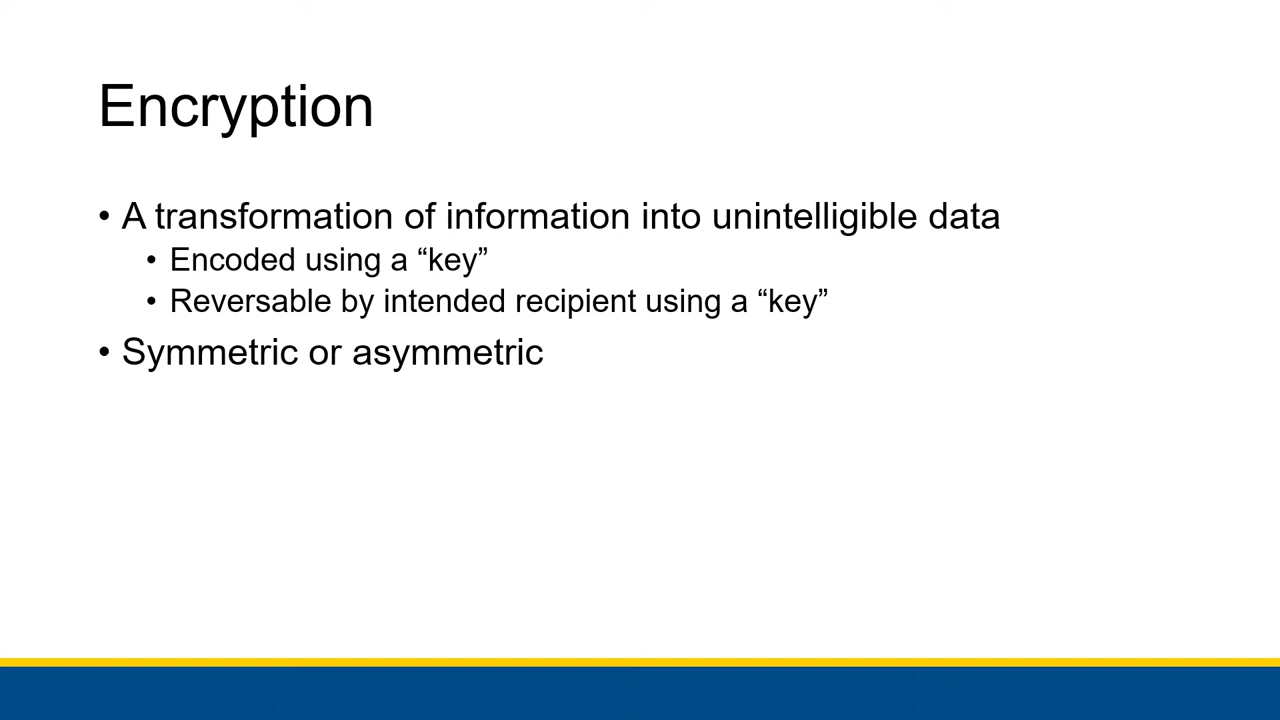 Encryption
• A transformation of information into unintelligible data
• Encoded using a “key”
• Reversable by intended recipient using a “key”
• Symmetric or asymmetric